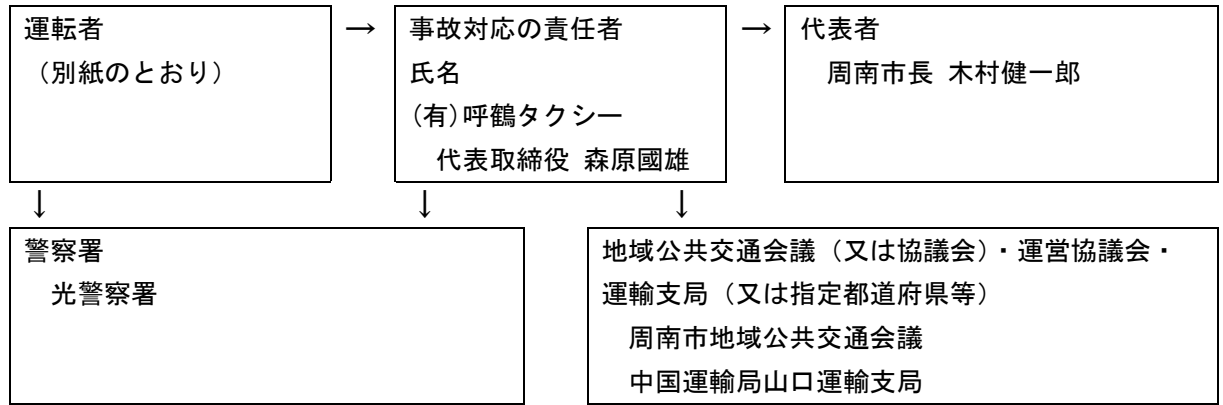 運転者
（別紙のとおり）
→
事故対応の責任者
氏名
(有)呼鶴タクシー
代表取締役 森原國雄
→
代表者
周南市長 木村健一郎
↓
↓
↓
警察署
光警察署
地域公共交通会議（又は協議会）・運営協議会・
運輸支局（又は指定都道府県等）
周南市地域公共交通会議
中国運輸局山口運輸支局